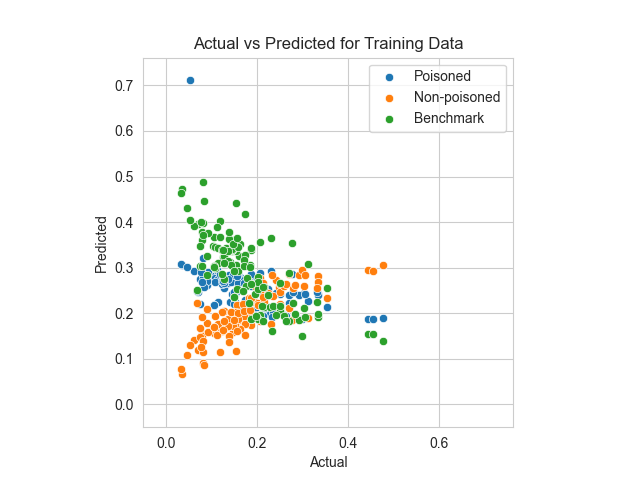 Actual vs Predicted for Training Data
Poisoned
Non-poisoned
Benchmark
0.7
0.6
0.5
0.4
0.3
0.2
0.1
0.0
Predicted
0.0 0.2 0.4 0.6
Actual